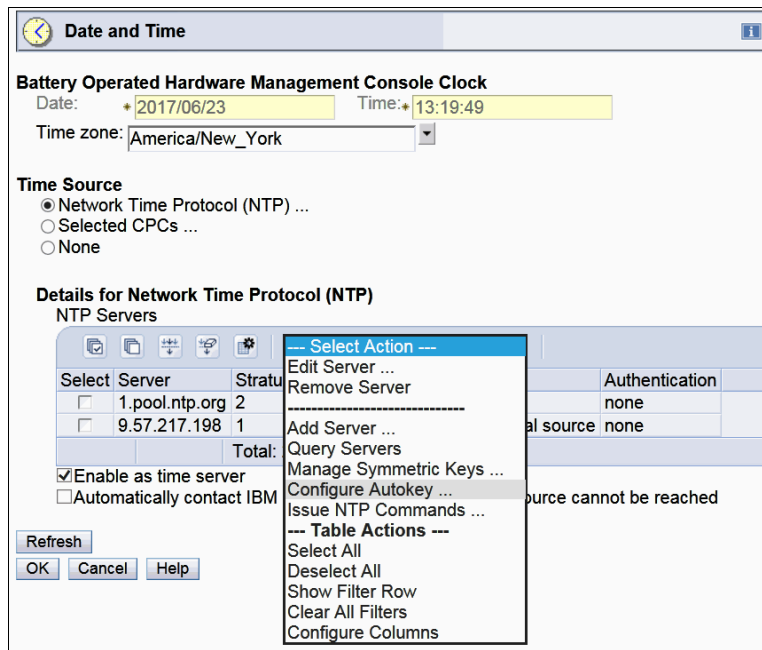 Date and Time
Battery Operated Hardware Management Console Clock
Date: 2017/06/23 Time: 13:19:49
Time zone: America/New_York
Time Source
Network Time Protocol (NTP) ...
Selected CPCs ...
None
Details for Network Time Protocol (NTP)
NTP Servers
--- Select Action ---
Edit Server ...
Remove Server
-----------------------------
Add Server ...
Query Servers
Manage Symmetric Keys ...
Configure Autokey ...
Issue NTP Commands ...
--- Table Actions ---
Select All
Deselect All
Show Filter Row
Clear All Filters
Configure Columns
Select Server Authentication
1.pool.ntp.org 2 none
9.57.217.198 1 source none
Total:
Enable as time server
Automatically contact IBM cannot be reached
Refresh
OK Cancel Help